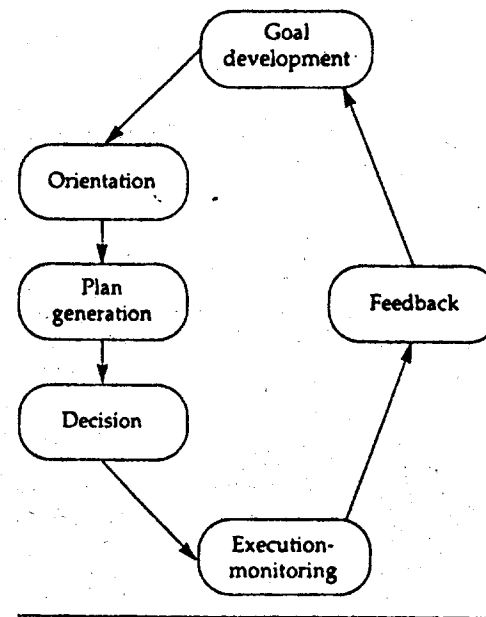 Goal
development
Orientation
Plan
generation
Feedback
Decision
Execution-
monitoring